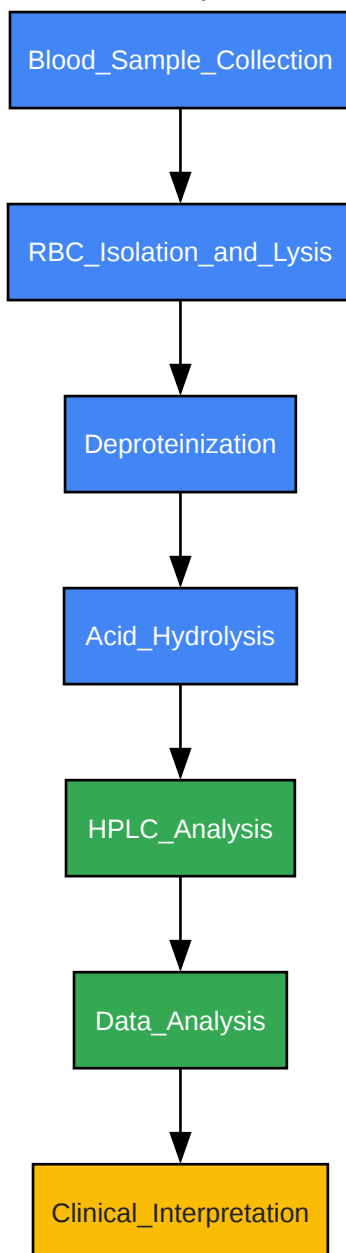 Blood_Sample_Collection
RBC_Isolation_and_Lysis
Deproteinization
Acid_Hydrolysis
HPLC_Analysis
Data_Analysis
Clinical_Interpretation